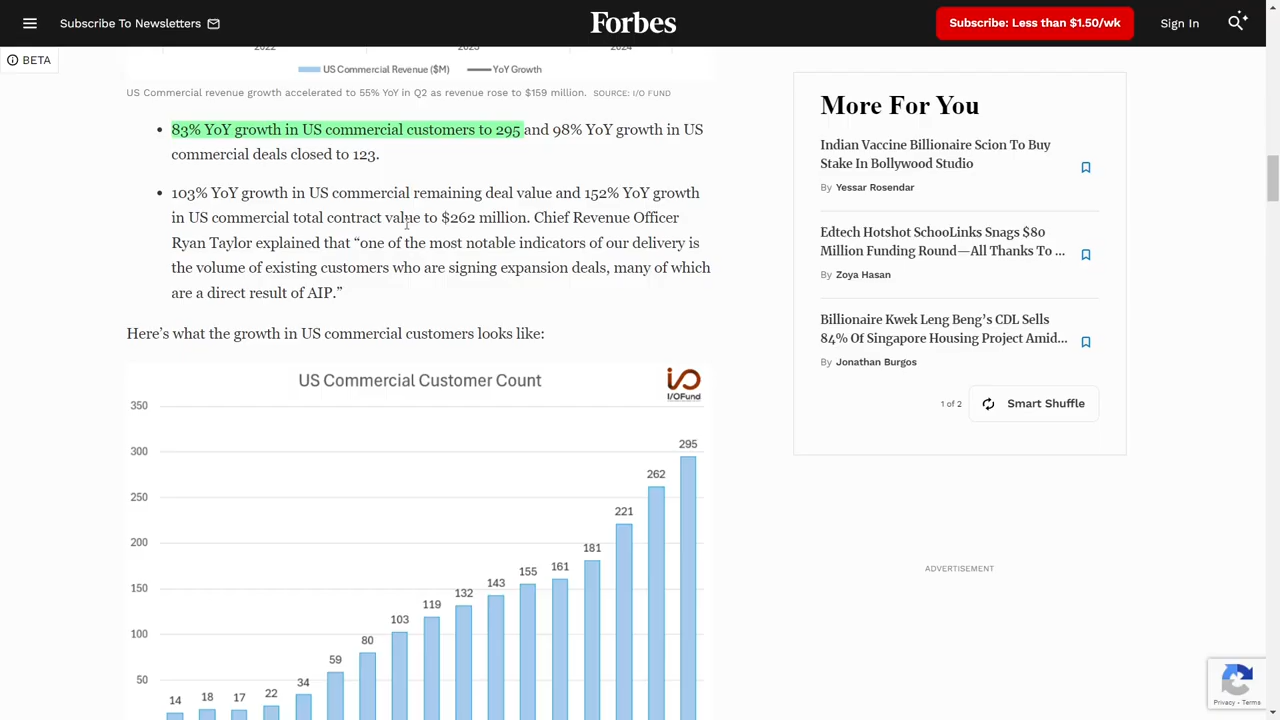 Subscribe To Newsletters
Forbes
Subscribe: Less than $1.50/wk
Sign In
BETA
2022 2023 2024
US Commercial Revenue ($M) YoY Growth
US Commercial revenue growth accelerated to 55% YoY in Q2 as revenue rose to $159 million. SOURCE: I/O FUND
• 83% YoY growth in US commercial customers to 295 and 98% YoY growth in US
commercial deals closed to 123.
• 103% YoY growth in US commercial remaining deal value and 152% YoY growth
in US commercial total contract value to $262 million. Chief Revenue Officer
Ryan Taylor explained that “one of the most notable indicators of our delivery is
the volume of existing customers who are signing expansion deals, many of which
are a direct result of AIP.”
Here’s what the growth in US commercial customers looks like:
US Commercial Customer Count
I/OFUND
350
300
250
200
150
100
50
14 18 17 22 34 59 80 103 119 132 143 155 161 181 221 262 295
More For You
Indian Vaccine Billionaire Scion To Buy
Stake In Bollywood Studio
By Yessar Rosendar
Edtech Hotshot SchooLinks Snags $80
Million Funding Round—All Thanks To ...
By Zoya Hasan
Billionaire Kwek Leng Beng’s CDL Sells
84% Of Singapore Housing Project Amid...
By Jonathan Burgos
1 of 2
Smart Shuffle
ADVERTISEMENT
Privacy - Terms